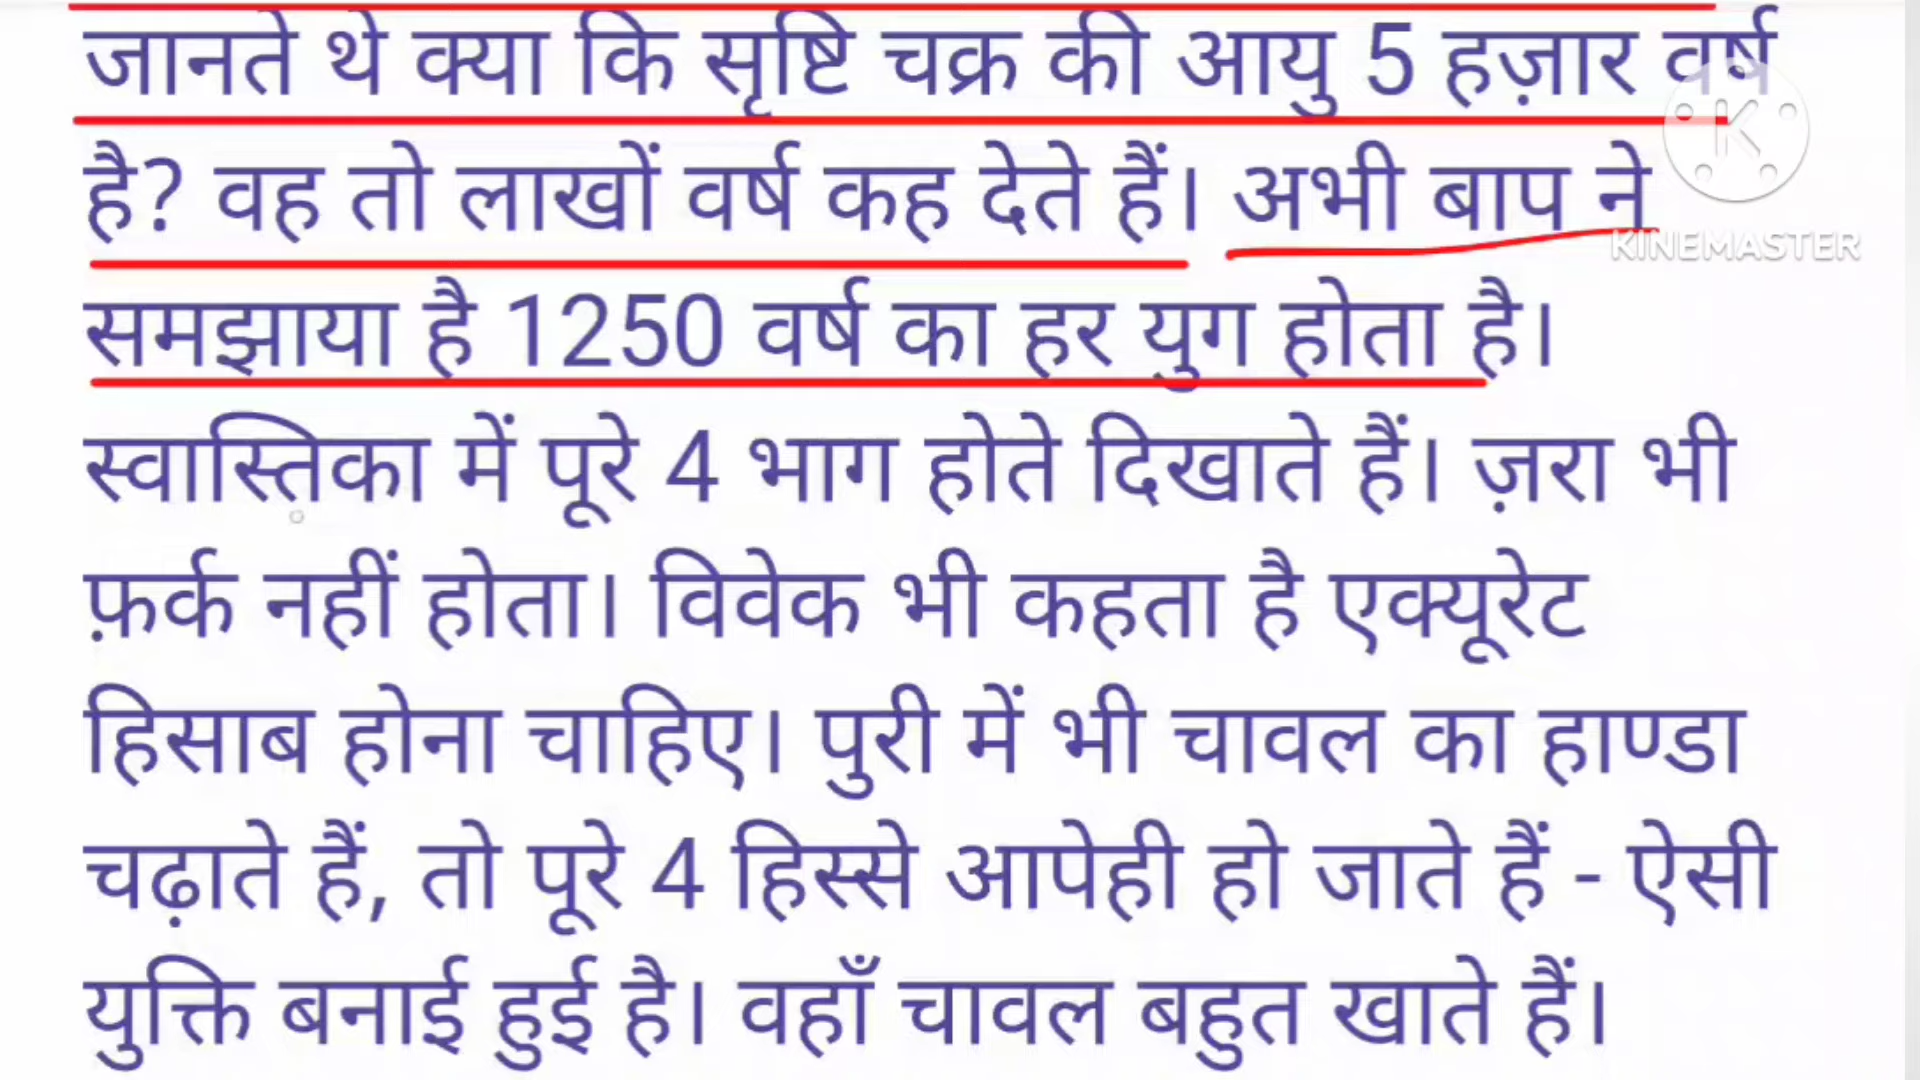 जानते थे क्या कि सृष्टि चक्र की आयु 5 हज़ार वर्ष
है? वह तो लाखों वर्ष कह देते हैं। अभी बाप ने
KINEMASTER
समझाया है 1250 वर्ष का हर युग होता है।
स्वास्तिका में पूरे 4 भाग होते दिखाते हैं। ज़रा भी
फ़र्क नहीं होता। विवेक भी कहता है एक्यूरेट
हिसाब होना चाहिए। पुरी में भी चावल का हाण्डा
चढ़ाते हैं, तो पूरे 4 हिस्से आपेही हो जाते हैं - ऐसी
युक्ति बनाई हुई है। वहाँ चावल बहुत खाते हैं।